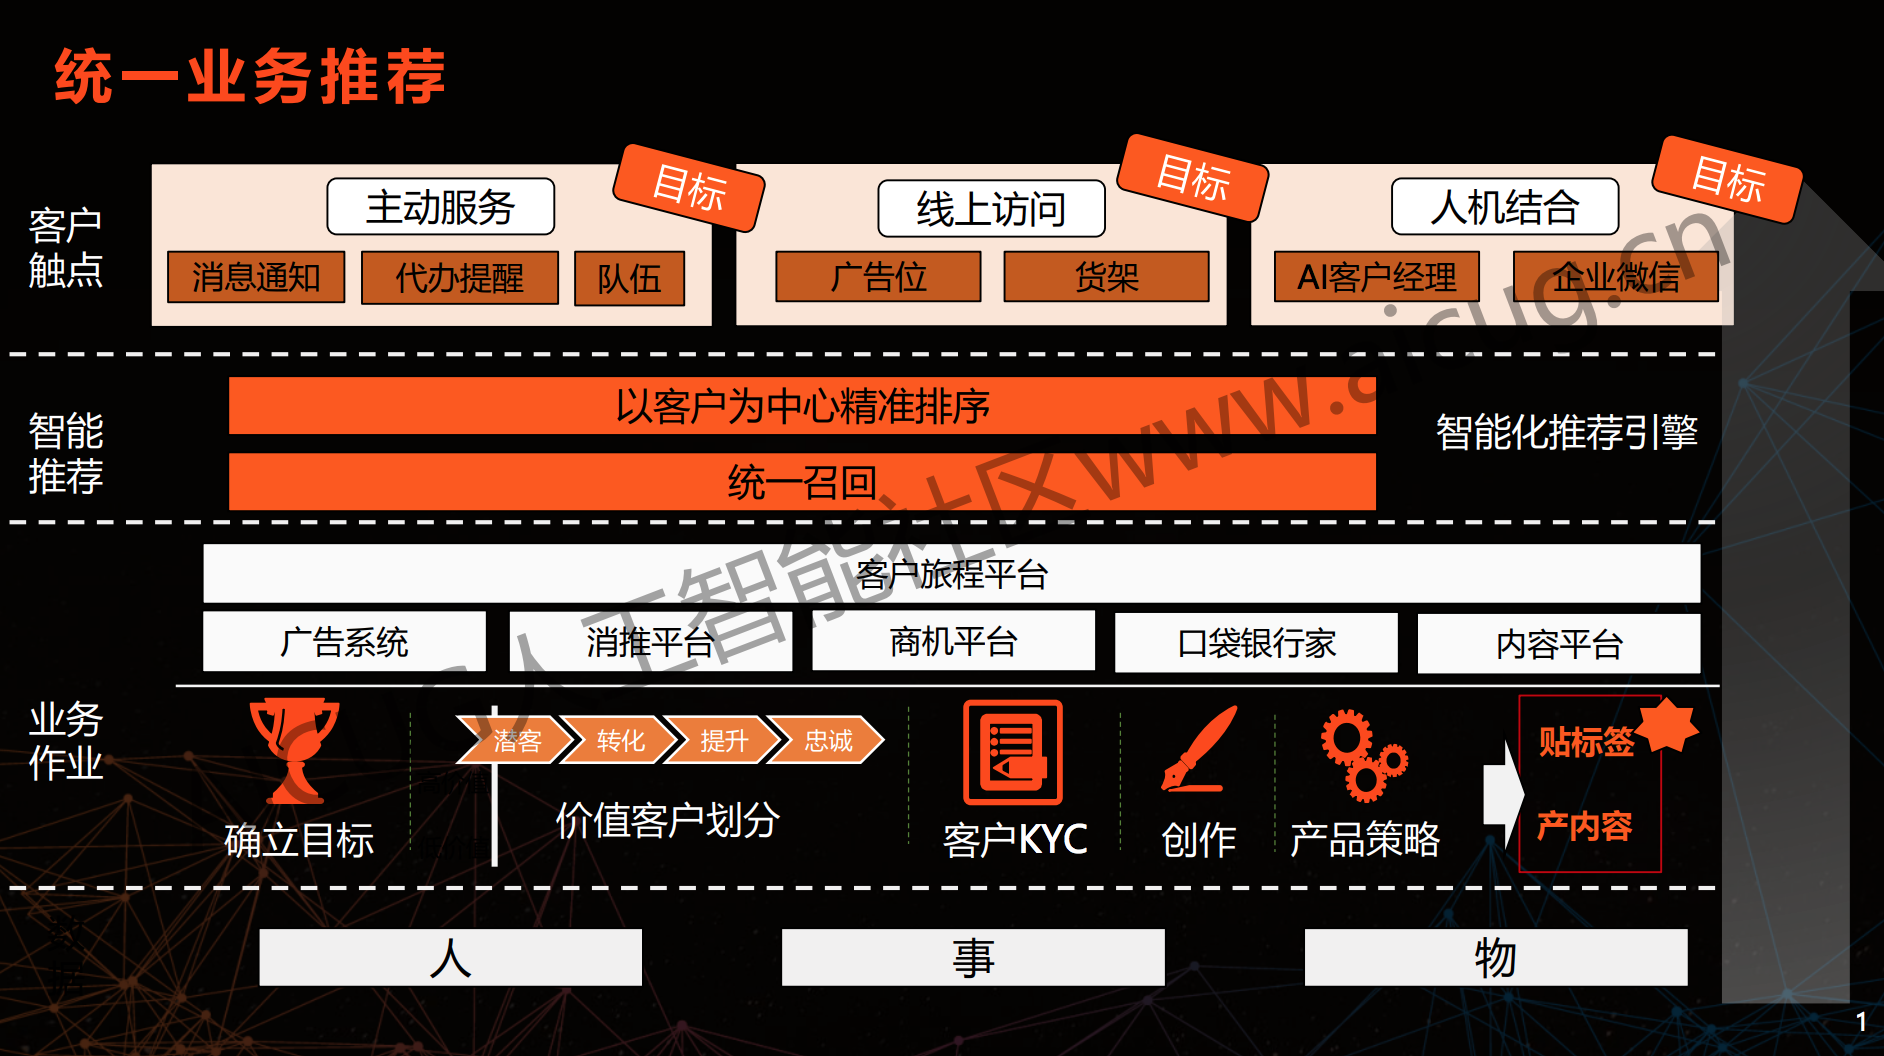 统一业务推荐
客户
触点
主动服务
目标
消息通知
代办提醒
队伍
线上访问
目标
广告位
货架
人机结合
目标
AI客户经理
企业微信
智能
推荐
以客户为中心精准排序
统一召回
智能化推荐引擎
业务
作业
客户旅程平台
广告系统
消推平台
商机平台
口袋银行家
内容平台
确立目标
潜客
转化
提升
忠诚
价值客户划分
客户KYC
创作
产品策略
贴标签
产内容
数
据
人
事
物
人工智能社区www.aicug.cn
1